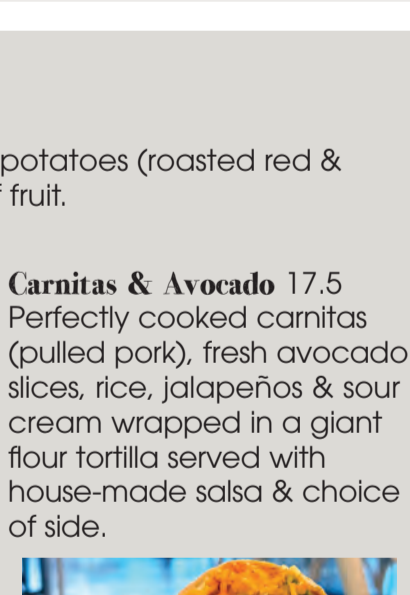 potatoes (roasted red &
fruit.
Carnitas & Avocado 17.5
Perfectly cooked carnitas
(pulled pork), fresh avocado
slices, rice, jalapeños & sour
cream wrapped in a giant
flour tortilla served with
house-made salsa & choice
of side.